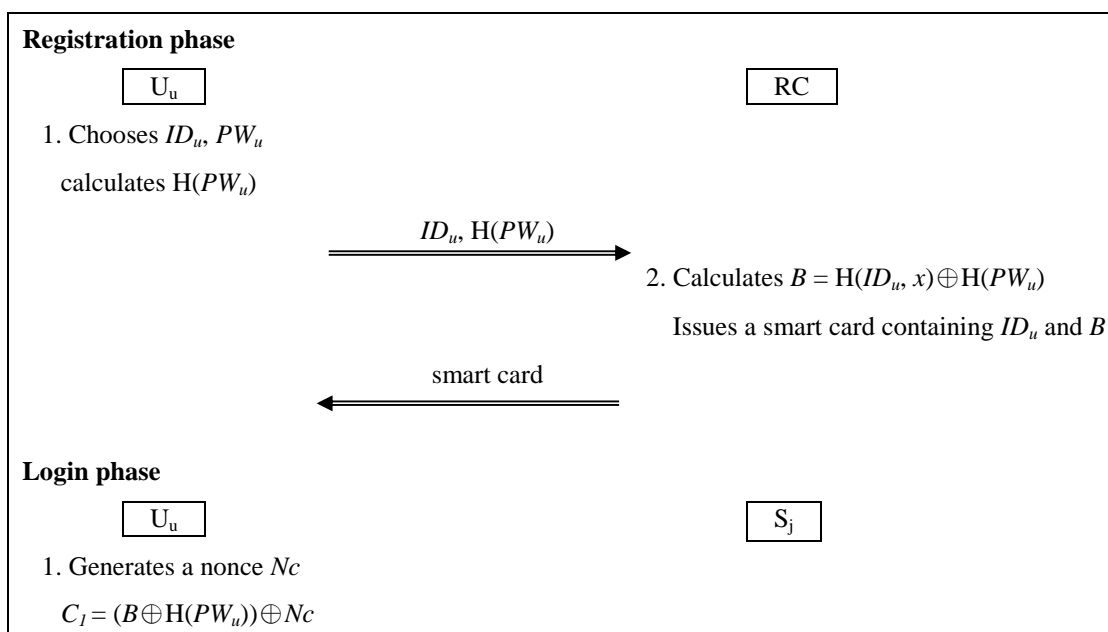 Registration phase
U_u RC
1. Chooses ID_u, PW_u
calculates H(PW_u)
ID_u, H(PW_u)
2. Calculates B = H(ID_u, x)⊕H(PW_u)
Issues a smart card containing ID_u and B
smart card
Login phase
U_u S_j
1. Generates a nonce Nc
C_1 = (B⊕H(PW_u))⊕Nc